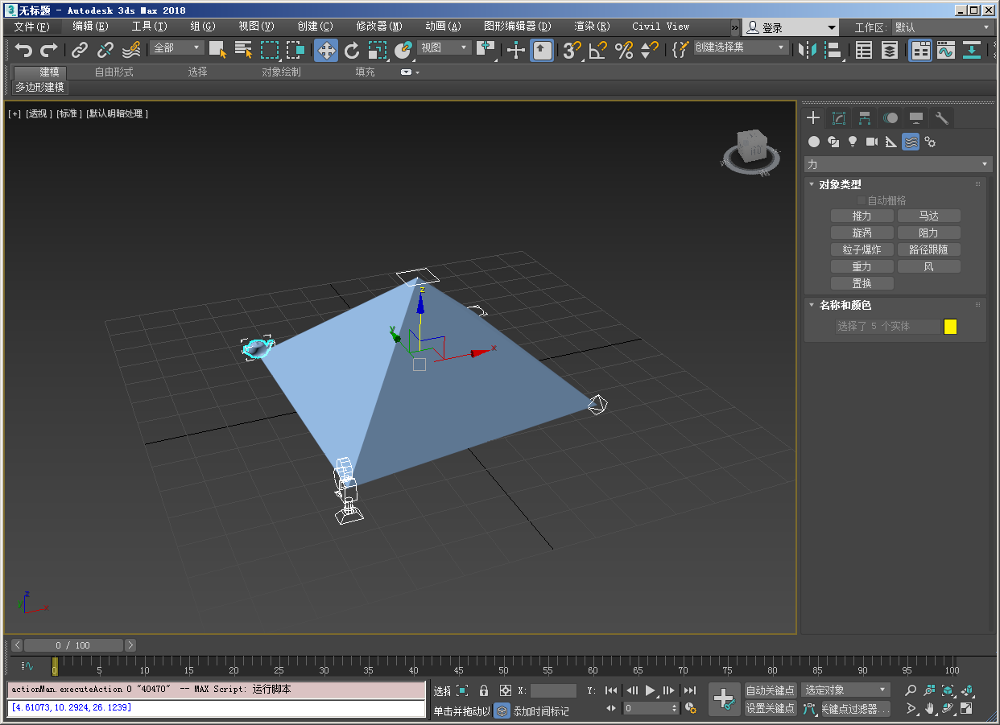 无标题 - Autodesk 3ds Max 2018
文件(F) 编辑(E) 工具(T) 组(G) 视图(V) 创建(C) 修改器(M) 动画(A) 图形编辑器(D) 渲染(R) Civil View » 登录 工作区: 默认
全部 视图 创建选择集
建模 自由形式 选择 对象绘制 填充
多边形建模
[+] [透视 ] [标准 ] [默认明暗处理 ]
力
对象类型
自动栅格
推力 马达
旋涡 阻力
粒子爆炸 路径跟随
重力 风
置换
名称和颜色
选择了 5 个实体
z
y
x
z
y
x
0 / 100
0 5 10 15 20 25 30 35 40 45 50 55 60 65 70 75 80 85 90 95 100
actionMan.executeAction 0 "40470" -- MAX Script: 运行脚本
[4.61073,10.2924,26.1239]
选择 X: Y:
单击并拖动以 添加时间标记
0
自动关键点 选定对象
设置关键点 关键点过滤器...